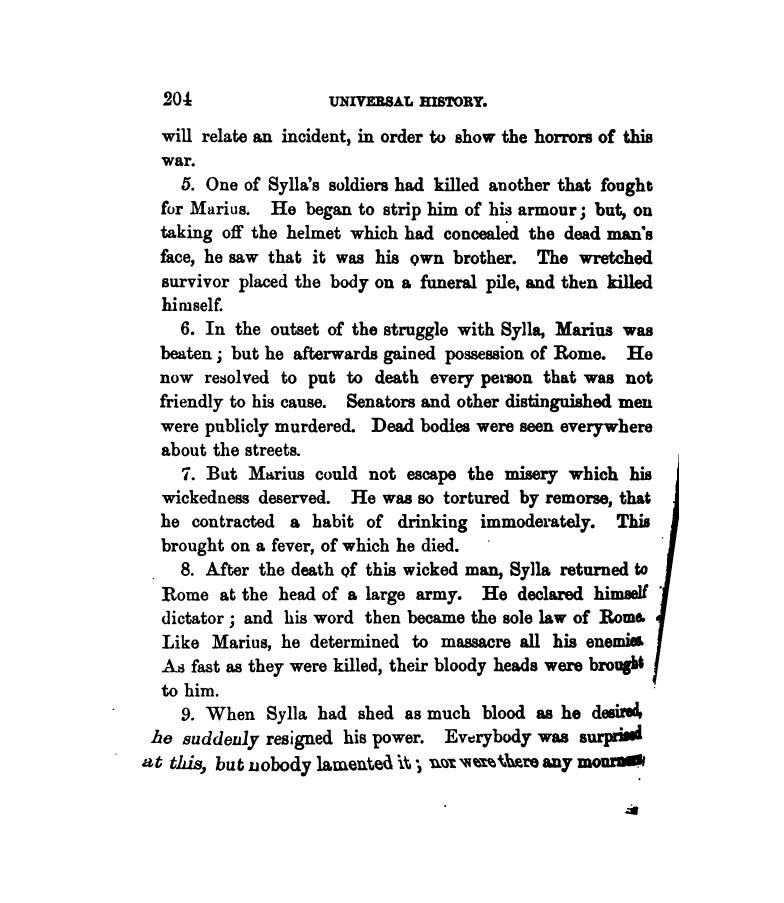 204 UNIVERSAL HISTORY.
will relate an incident, in order to show the horrors of this
war.
5. One of Sylla's soldiers had killed another that fought
for Marius. He began to strip him of his armour; but, on
taking off the helmet which had concealed the dead man's
face, he saw that it was his own brother. The wretched
survivor placed the body on a funeral pile, and then killed
himself.
6. In the outset of the struggle with Sylla, Marius was
beaten; but he afterwards gained possession of Rome. He
now resolved to put to death every person that was not
friendly to his cause. Senators and other distinguished men
were publicly murdered. Dead bodies were seen everywhere
about the streets.
7. But Marius could not escape the misery which his
wickedness deserved. He was so tortured by remorse, that
he contracted a habit of drinking immoderately. This
brought on a fever, of which he died.
8. After the death of this wicked man, Sylla returned to
Rome at the head of a large army. He declared himself
dictator; and his word then became the sole law of Rome.
Like Marius, he determined to massacre all his enemies.
As fast as they were killed, their bloody heads were brought
to him.
9. When Sylla had shed as much blood as he desired,
he suddenly resigned his power. Everybody was surprised
at this, but nobody lamented it; nor were there any mourners